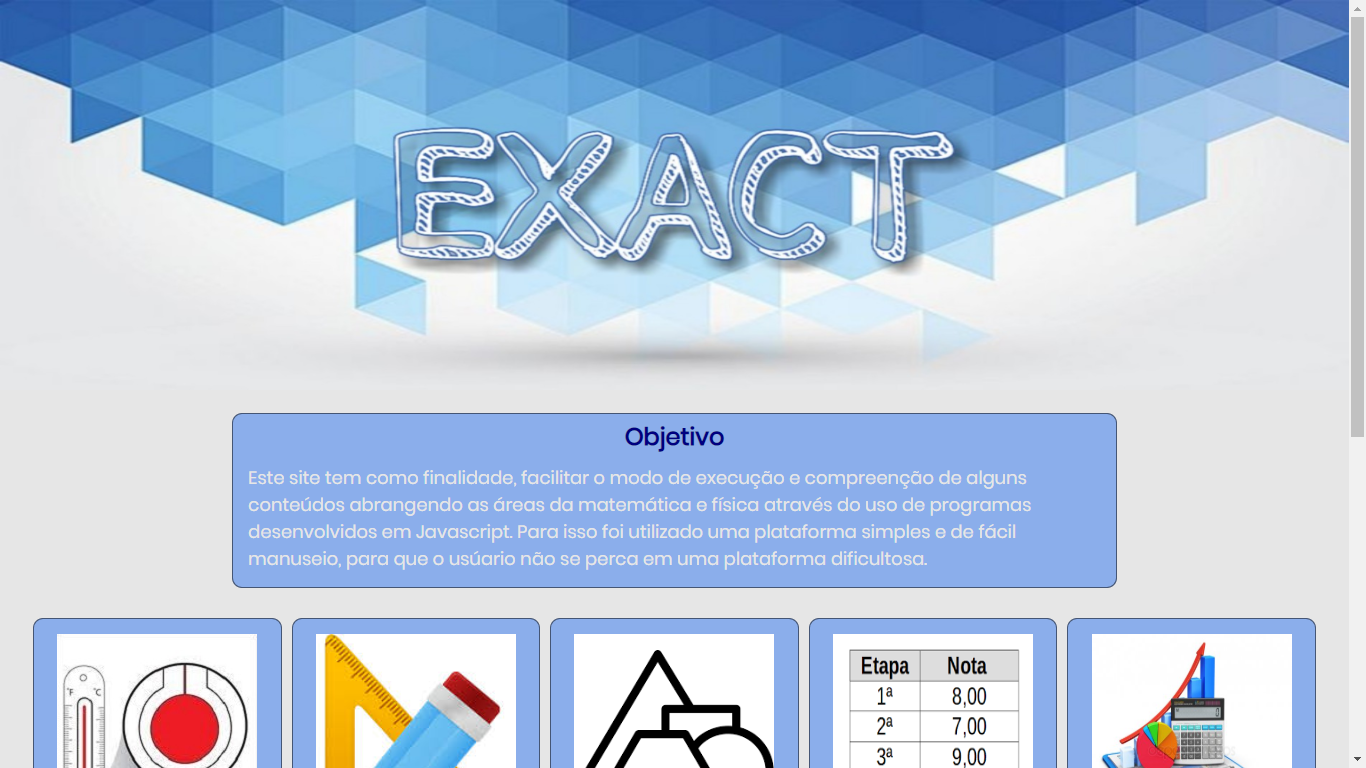 EXACT
Objetivo
Este site tem como finalidade, facilitar o modo de execução e compreenção de alguns
conteúdos abrangendo as áreas da matemática e física através do uso de programas
desenvolvidos em Javascript. Para isso foi utilizado uma plataforma simples e de fácil
manuseio, para que o usúario não se perca em uma plataforma dificultosa.
°F °C
Etapa Nota
1ª 8,00
2ª 7,00
3ª 9,00